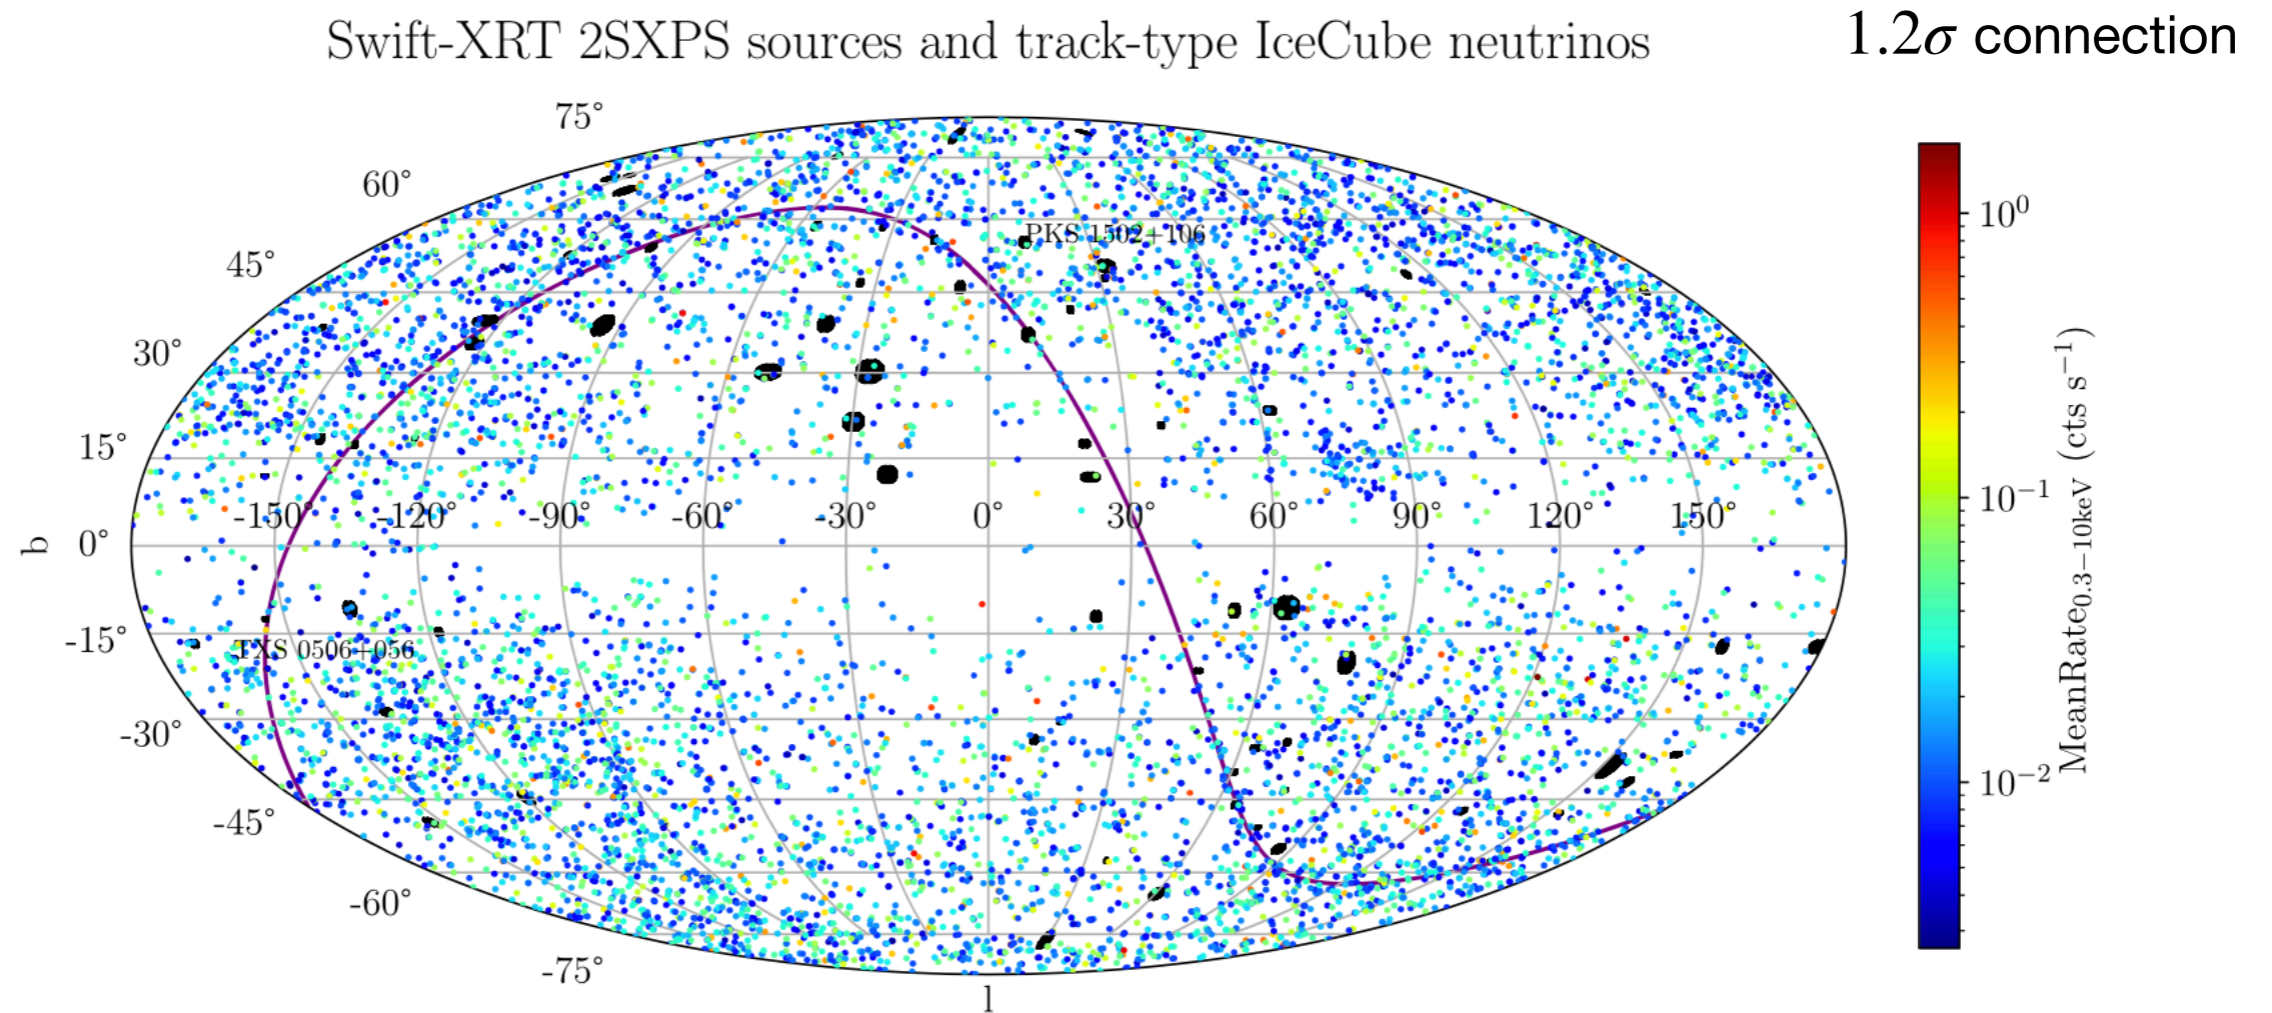 Swift-XRT 2SXPS sources and track-type IceCube neutrinos
1.2σ connection
75°
60°
45°
30°
15°
0°
-15°
-30°
-45°
-60°
-75°
b
-150° -120° -90° -60° -30° 0° 30° 60° 90° 120° 150°
PKS 1502+106
TXS 0506+056
l
10⁰
10⁻¹
10⁻²
MeanRate₀.₃₋₁₀ₖₑV (cts s⁻¹)